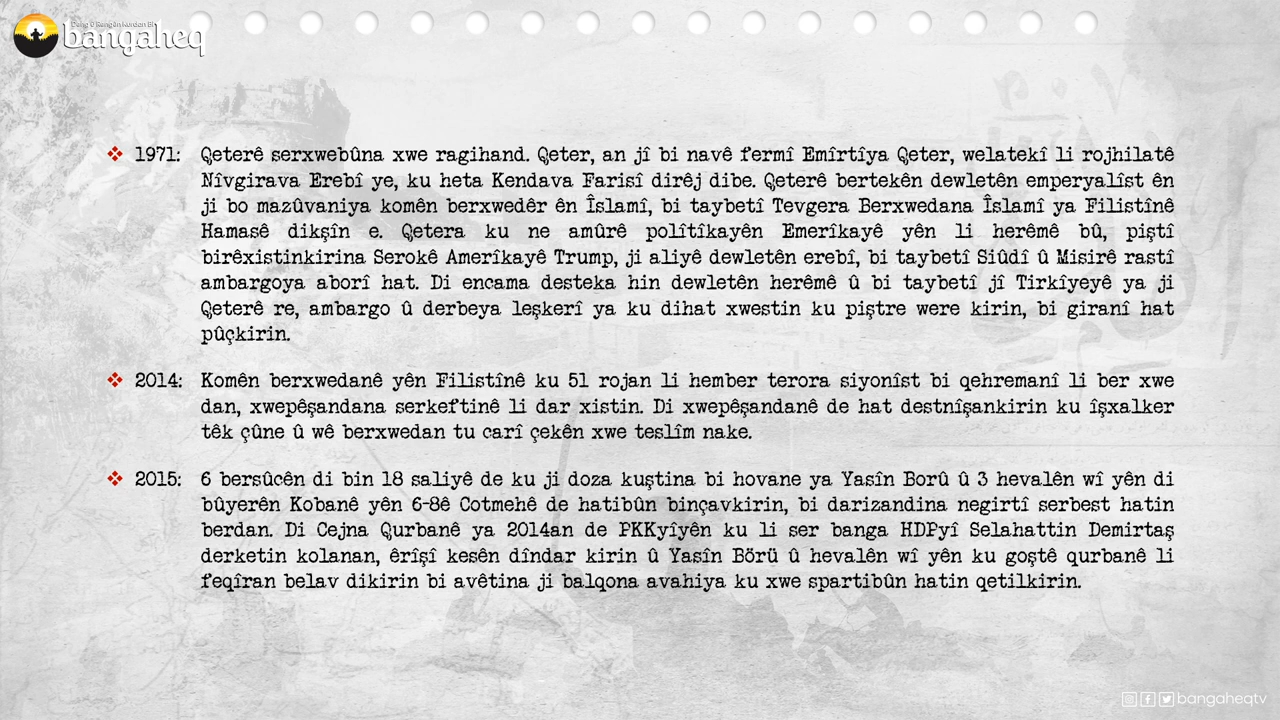 Deng û Bangê Kurdan Bi
bangaheq
❖ 1971: Qeterê serxwebûna xwe ragihand. Qeter, an jî bi navê fermî Emîrtîya Qeter, welatekî li rojhilatê
Nîvgirava Erebî ye, ku heta Kendava Farisî dirêj dibe. Qeterê bertekên dewletên emperyalîst ên
ji bo mazûvaniya komên berxwedêr ên Îslamî, bi taybetî Tevgera Berxwedana Îslamî ya Filistînê
Hamasê dikşîn e. Qetera ku ne amûrê polîtîkayên Emerîkayê yên li herêmê bû, piştî
birêxistinkirina Serokê Amerîkayê Trump, ji aliyê dewletên erebî, bi taybetî Siûdî û Misirê rastî
ambargoya aborî hat. Di encama desteka hin dewletên herêmê û bi taybetî jî Tirkîyeyê ya ji
Qeterê re, ambargo û derbeya leşkerî ya ku dihat xwestin ku piştre were kirin, bi giranî hat
pûçkirin.
❖ 2014: Komên berxwedanê yên Filistînê ku 51 rojan li hember terora siyonîst bi qehremanî li ber xwe
dan, xwepêşandana serkeftinê li dar xistin. Di xwepêşandanê de hat destnîşankirin ku îşxalker
têk çûne û wê berxwedan tu carî çekên xwe teslîm nake.
❖ 2015: 6 bersûcên di bin 18 saliyê de ku ji doza kuştina bi hovane ya Yasîn Borû û 3 hevalên wî yên di
bûyerên Kobanê yên 6-8ê Cotmehê de hatibûn binçavkirin, bi darizandina negirtî serbest hatin
berdan. Di Cejna Qurbanê ya 2014an de PKKyîyên ku li ser banga HDPyî Selahattin Demirtaş
derketin kolanan, êrîşî kesên dîndar kirin û Yasîn Börü û hevalên wî yên ku goştê qurbanê li
feqîran belav dikirin bi avêtina ji balqona avahiya ku xwe spartibûn hatin qetilkirin.
bangaheqtv